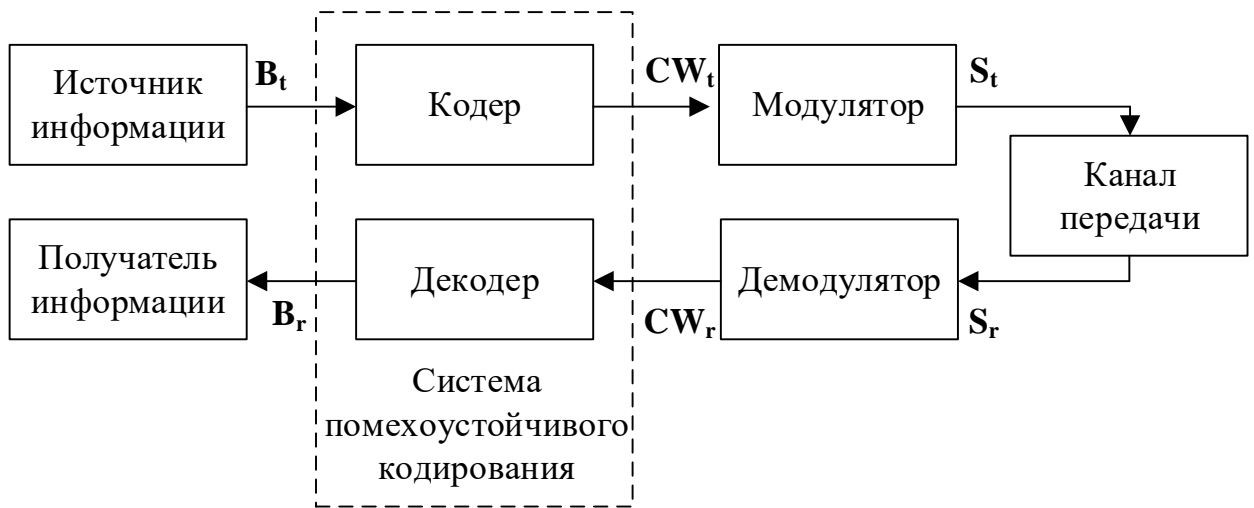 Источник
информации
B_t
Кодер
CW_t
Модулятор
S_t
Канал
передачи
Получатель
информации
B_r
Декодер
CW_r
Демодулятор
S_r
Система
помехоустойчивого
кодирования